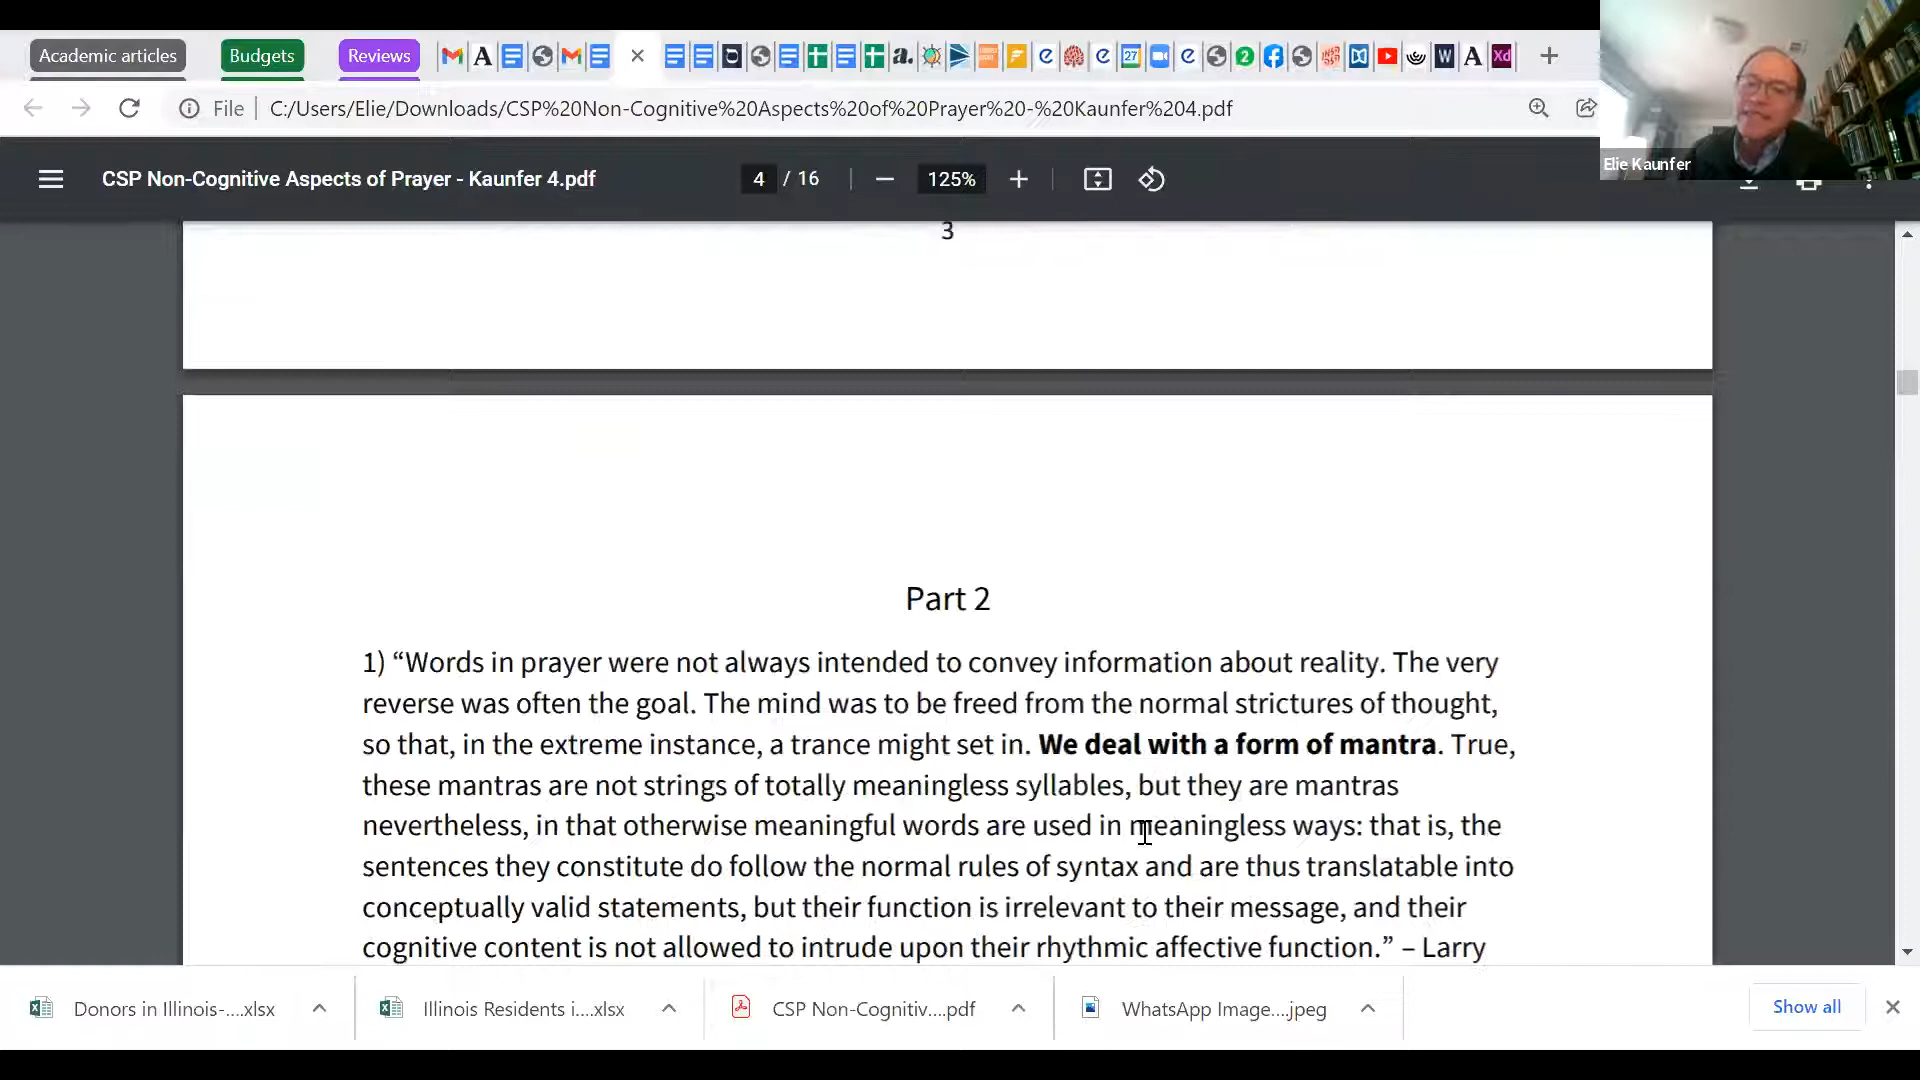 Academic articles
Budgets
Reviews
A
a.
27
2
W
A
Xd
File
C:/Users/Elie/Downloads/CSP%20Non-Cognitive%20Aspects%20of%20Prayer%20-%20Kaunfer%204.pdf
Elie Kaunfer
CSP Non-Cognitive Aspects of Prayer - Kaunfer 4.pdf
4 / 16
125%
3
Part 2
1) “Words in prayer were not always intended to convey information about reality. The very
reverse was often the goal. The mind was to be freed from the normal strictures of thought,
so that, in the extreme instance, a trance might set in. We deal with a form of mantra. True,
these mantras are not strings of totally meaningless syllables, but they are mantras
nevertheless, in that otherwise meaningful words are used in meaningless ways: that is, the
sentences they constitute do follow the normal rules of syntax and are thus translatable into
conceptually valid statements, but their function is irrelevant to their message, and their
cognitive content is not allowed to intrude upon their rhythmic affective function.” – Larry
Donors in Illinois-....xlsx
Illinois Residents i....xlsx
CSP Non-Cognitiv....pdf
WhatsApp Image....jpeg
Show all